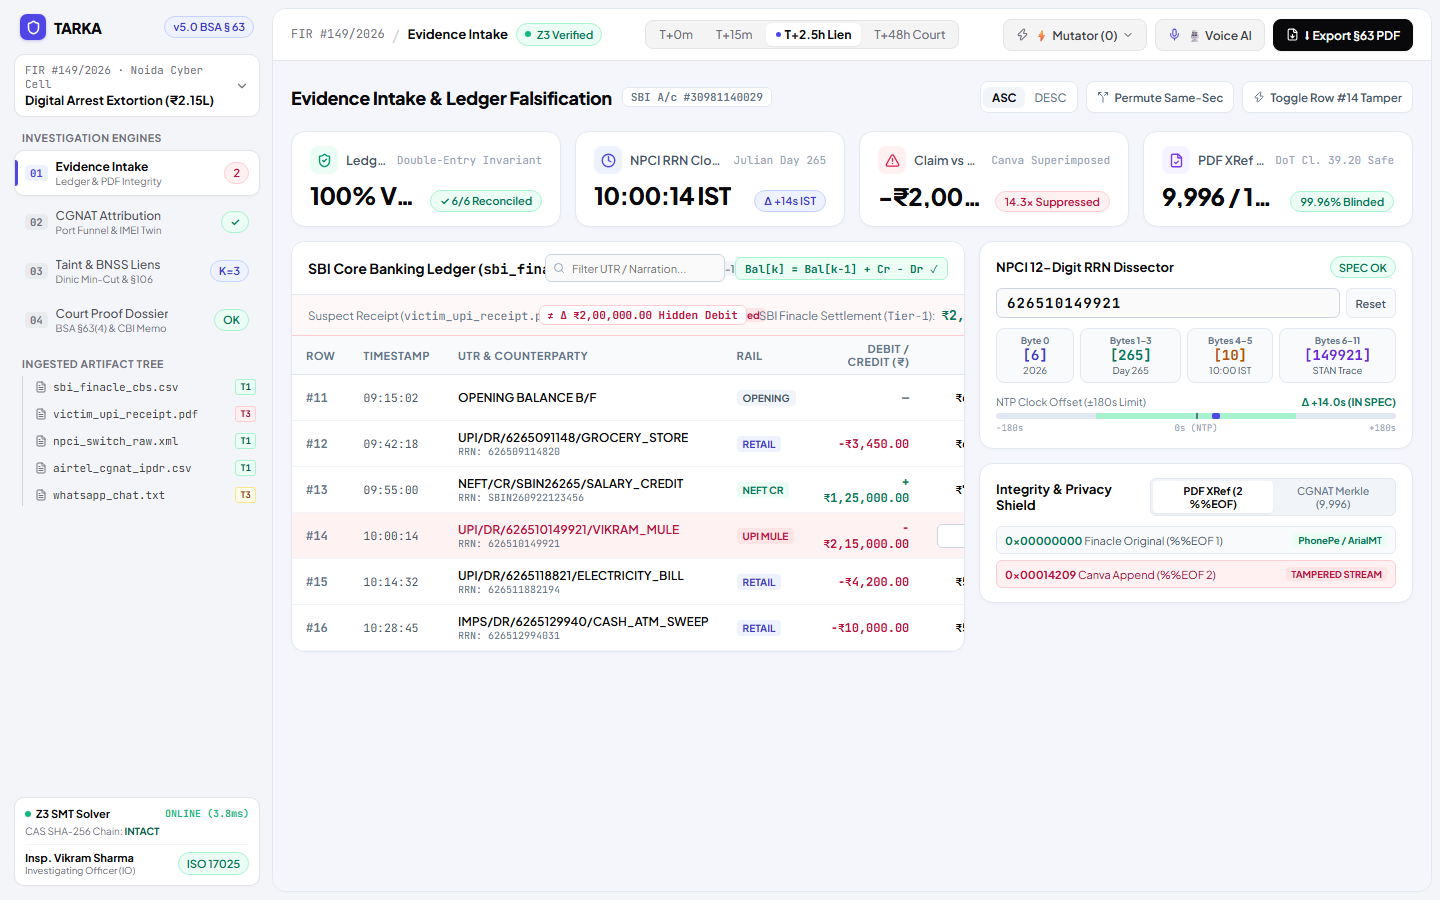 TARKA
v5.0 BSA § 63
FIR #149/2026 · Noida Cyber
Cell
Digital Arrest Extortion (₹2.15L)
INVESTIGATION ENGINES
01
Evidence Intake
Ledger & PDF Integrity
2
02
CGNAT Attribution
Port Funnel & IMEI Twin
✓
03
Taint & BNSS Liens
Dinic Min-Cut & §106
K=3
04
Court Proof Dossier
BSA §63(4) & CBI Memo
OK
INGESTED ARTIFACT TREE
sbi_finacle_cbs.csv T1
victim_upi_receipt.pdf T3
npci_switch_raw.xml T1
airtel_cgnat_ipdr.csv T1
whatsapp_chat.txt T3
Z3 SMT Solver ONLINE (3.8ms)
CAS SHA-256 Chain: INTACT
Insp. Vikram Sharma
Investigating Officer (IO)
ISO 17025
FIR #149/2026 / Evidence Intake
Z3 Verified
T+0m T+15m T+2.5h Lien T+48h Court
Mutator (0)
Voice AI
⬇ Export §63 PDF
Evidence Intake & Ledger Falsification
SBI A/c #30981140029
ASC DESC
Permute Same-Sec
Toggle Row #14 Tamper
Ledg... Double-Entry Invariant
100% V... ✓ 6/6 Reconciled
NPCI RRN Clo... Julian Day 265
10:00:14 IST Δ +14s IST
Claim vs ... Canva Superimposed
-₹2,00... 14.3x Suppressed
PDF XRef ... DoT Cl. 39.20 Safe
9,996 / 1... 99.96% Blinded
SBI Core Banking Ledger (sbi_fina
Filter UTR / Narration...
Bal[k] = Bal[k-1] + Cr - Dr ✓
Suspect Receipt (victim_upi_receipt.p
≠ Δ ₹2,00,000.00 Hidden Debit
ed
SBI Finacle Settlement (Tier-1): ₹2,
ROW TIMESTAMP UTR & COUNTERPARTY RAIL DEBIT /
CREDIT (₹)
#11 09:15:02 OPENING BALANCE B/F OPENING —
#12 09:42:18 UPI/DR/6265091148/GROCERY_STORE RETAIL -₹3,450.00
RRN: 626509114820
#13 09:55:00 NEFT/CR/SBIN26265/SALARY_CREDIT NEFT CR +
₹1,25,000.00
RRN: SBIN260922123456
#14 10:00:14 UPI/DR/626510149921/VIKRAM_MULE UPI MULE -
₹2,15,000.00
RRN: 626510149921
#15 10:14:32 UPI/DR/6265118821/ELECTRICITY_BILL RETAIL -₹4,200.00
RRN: 626511882194
#16 10:28:45 IMPS/DR/6265129940/CASH_ATM_SWEEP RETAIL -₹10,000.00
RRN: 626512994031
NPCI 12-Digit RRN Dissector
SPEC OK
626510149921
Reset
Byte 0 Bytes 1-3 Bytes 4-5 Bytes 6-11
[6] [265] [10] [149921]
2026 Day 265 10:00 IST STAN Trace
NTP Clock Offset (±180s Limit) Δ +14.0s (IN SPEC)
-180s 0s (NTP) +180s
Integrity & Privacy
Shield
PDF XRef (2
%%EOF)
CGNAT Merkle
(9,996)
0x00000000 Finacle Original (%%EOF 1) PhonePe / ArialMT
0x00014209 Canva Append (%%EOF 2) TAMPERED STREAM